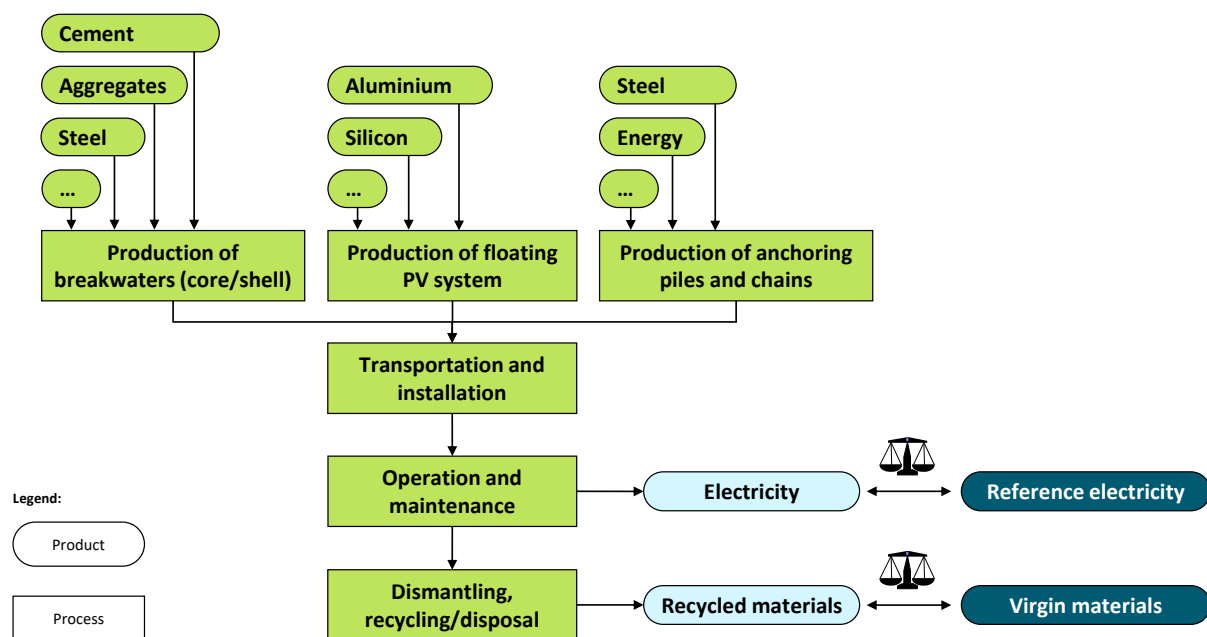 Cement
Aggregates
Steel
...
Aluminium
Silicon
...
Steel
Energy
...
Production of
breakwaters (core/shell)
Production of floating
PV system
Production of anchoring
piles and chains
Transportation and
installation
Operation and
maintenance
Electricity
Reference electricity
Dismantling,
recycling/disposal
Recycled materials
Virgin materials
Legend:
Product
Process